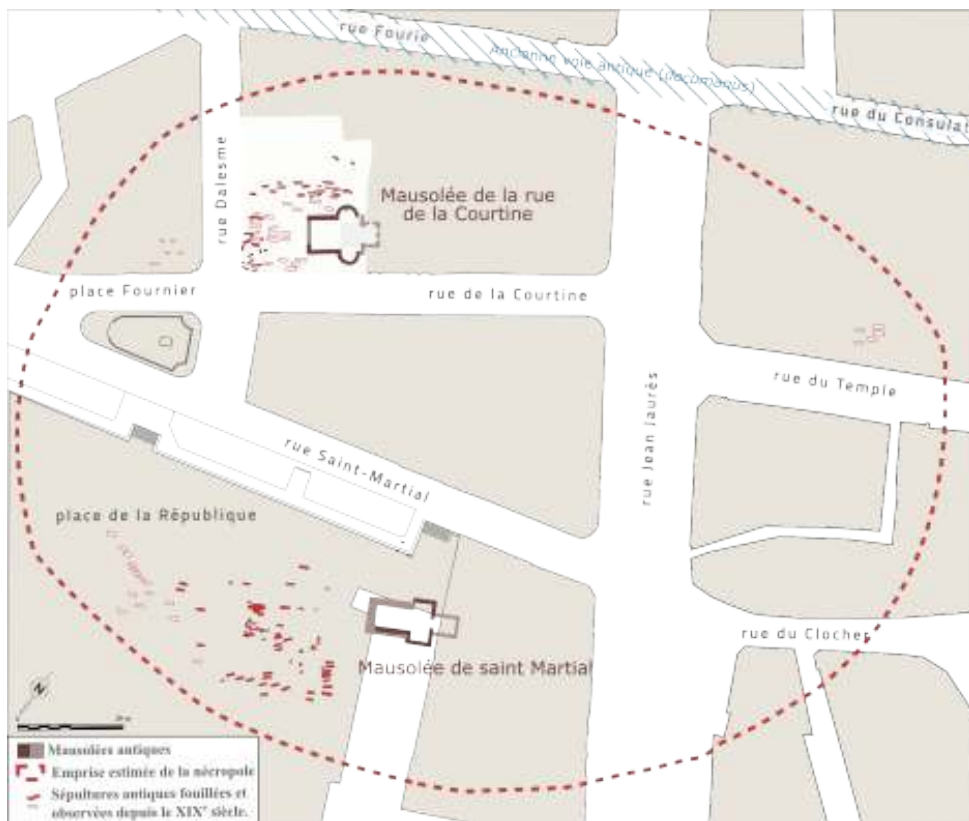 rue Fourie
Ancienne voie antique (documanus)
rue du Consulat
rue Dalesme
Mausolée de la rue
de la Courtine
place Fournier
rue de la Courtine
rue du Temple
rue Jean Jaurès
rue Saint-Martial
place de la République
rue du Clocher
Mausolée de saint Martial
N
Mausolées antiques
Emprise estimée de la nécropole
Sépultures antiques fouillées et
observées depuis le XIXe siècle.